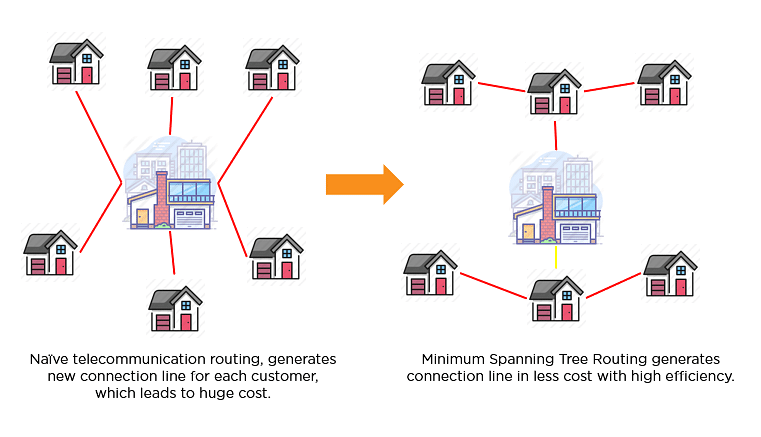 Naïve telecommunication routing, generates
new connection line for each customer,
which leads to huge cost.
Minimum Spanning Tree Routing generates
connection line in less cost with high efficiency.